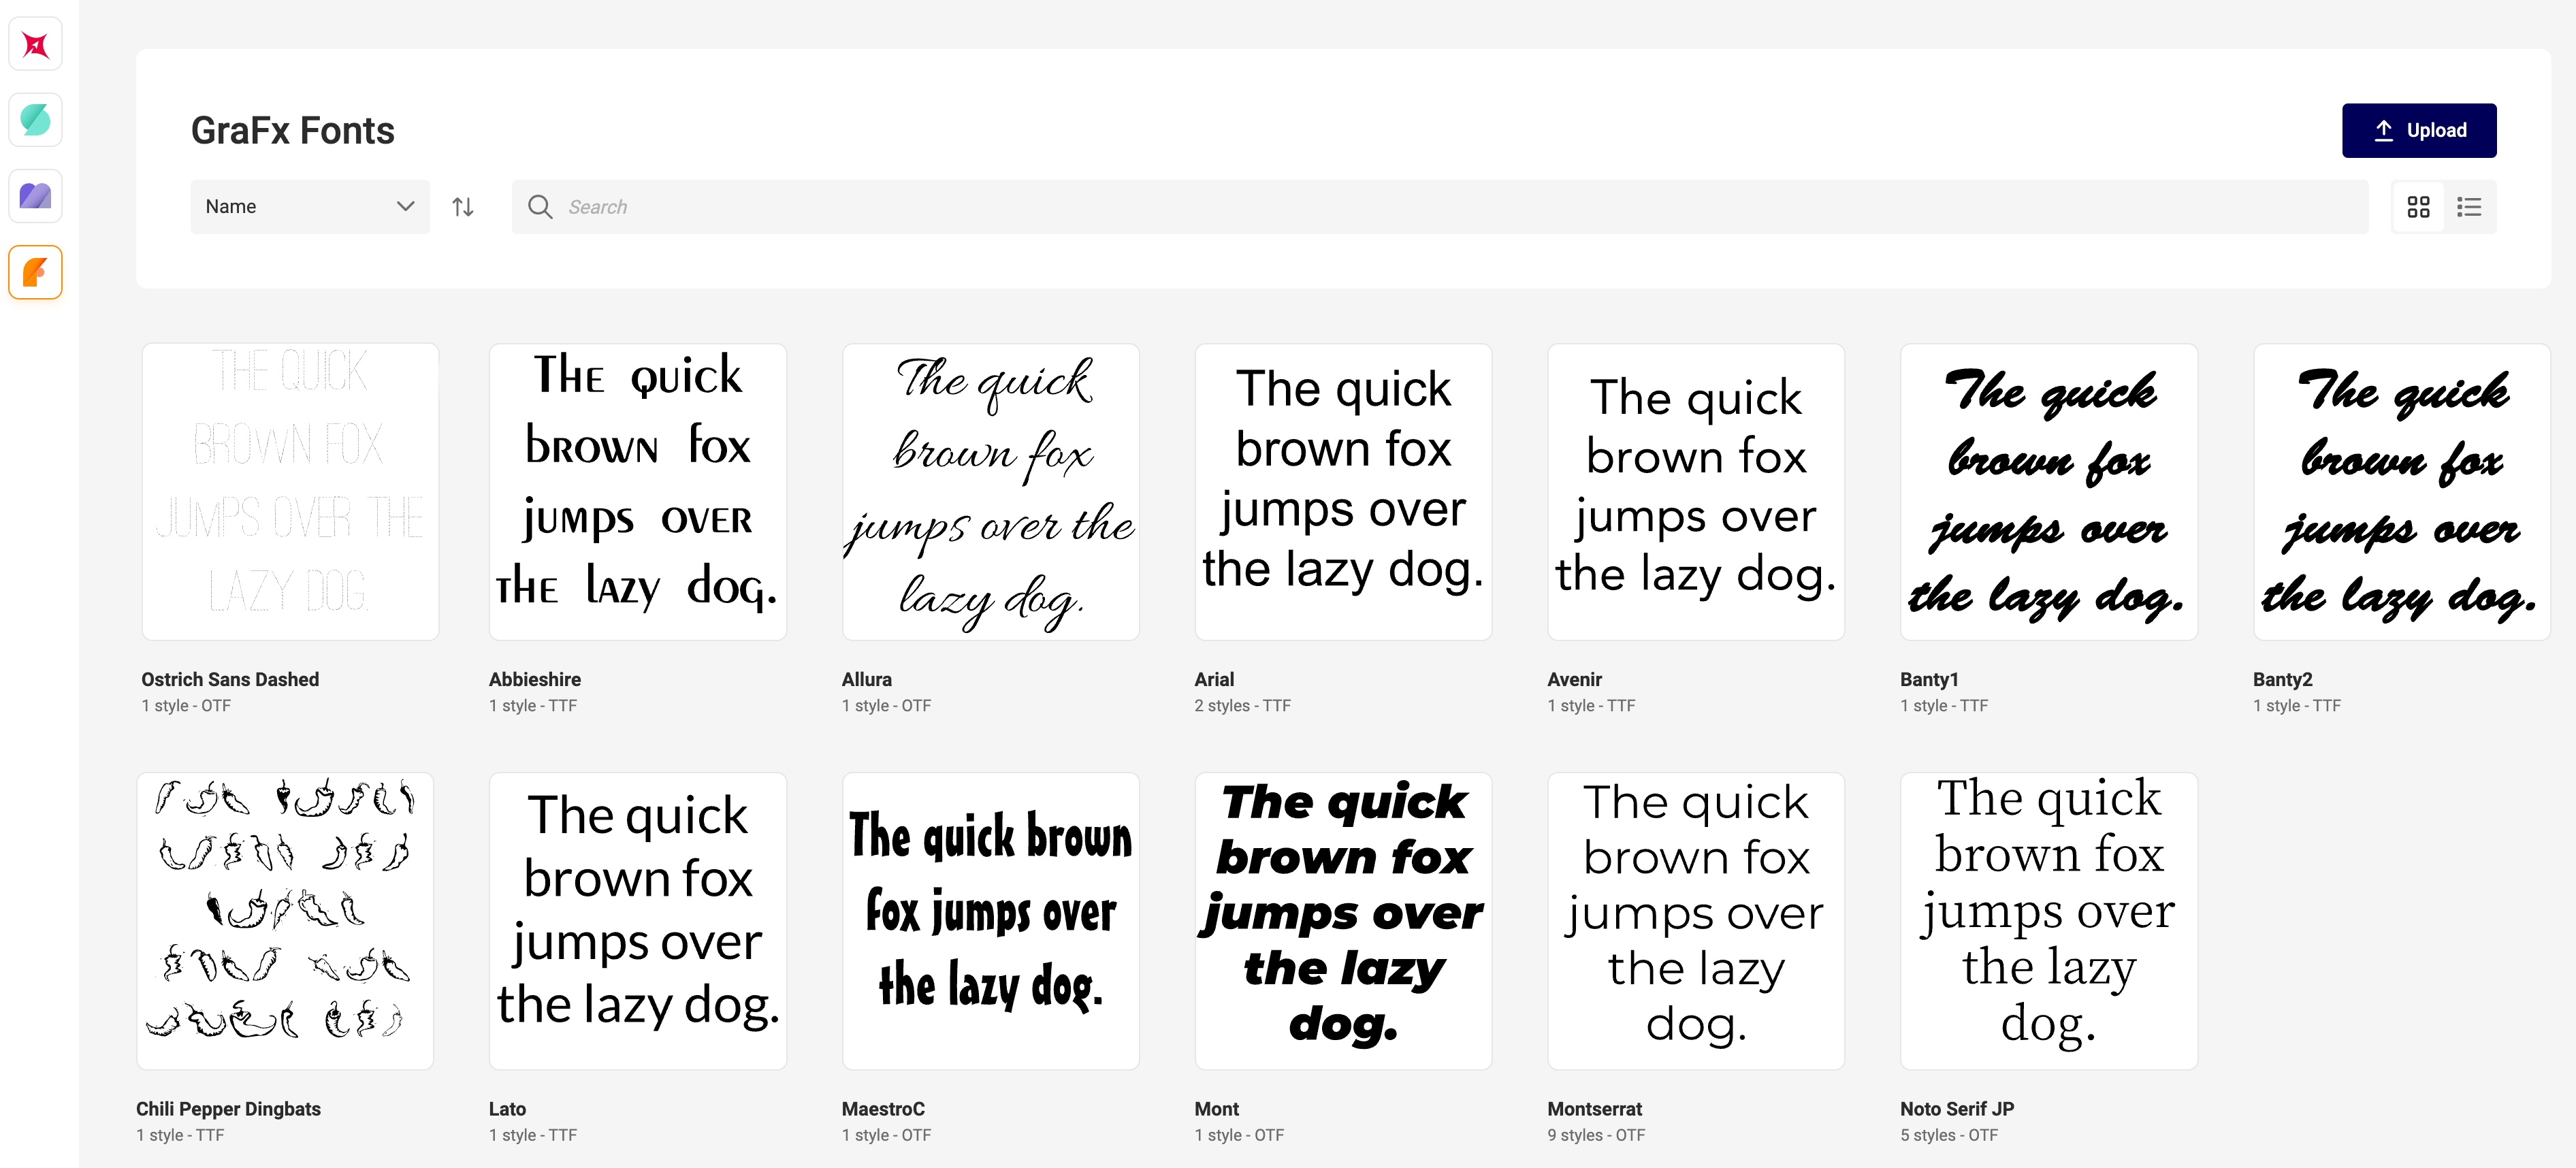 GraFx Fonts
Upload
Name
Search
THE QUICK
BROWN FOX
JUMPS OVER THE
LAZY DOG.
Ostrich Sans Dashed
1 style - OTF
The quick
brown fox
jumps over
the lazy dog.
Abbieshire
1 style - TTF
The quick
brown fox
jumps over the
lazy dog.
Allura
1 style - OTF
The quick
brown fox
jumps over
the lazy dog.
Arial
2 styles - TTF
The quick
brown fox
jumps over
the lazy dog.
Avenir
1 style - TTF
The quick
brown fox
jumps over
the lazy dog.
Banty1
1 style - TTF
The quick
brown fox
jumps over
the lazy dog.
Banty2
1 style - TTF
Chili Pepper Dingbats
1 style - TTF
The quick
brown fox
jumps over
the lazy dog.
Lato
1 style - TTF
The quick brown
fox jumps over
the lazy dog.
MaestroC
1 style - OTF
The quick
brown fox
jumps over
the lazy
dog.
Mont
1 style - OTF
The quick
brown fox
jumps over
the lazy
dog.
Montserrat
9 styles - OTF
The quick
brown fox
jumps over
the lazy
dog.
Noto Serif JP
5 styles - OTF